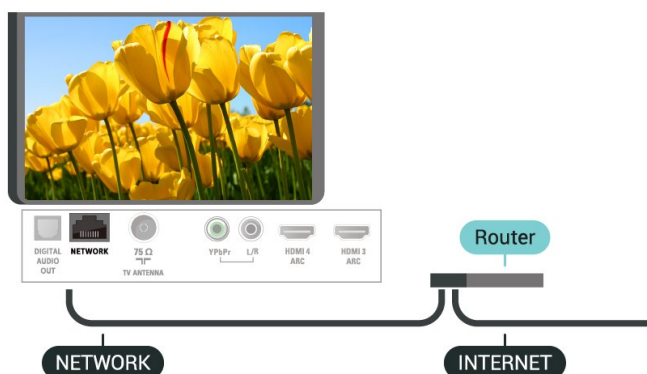 DIGITAL AUDIO OUT
NETWORK
75 Ω
TV ANTENNA
YPbPr
L/R
HDMI 4 ARC
HDMI 2 ARC
Router
NETWORK
INTERNET